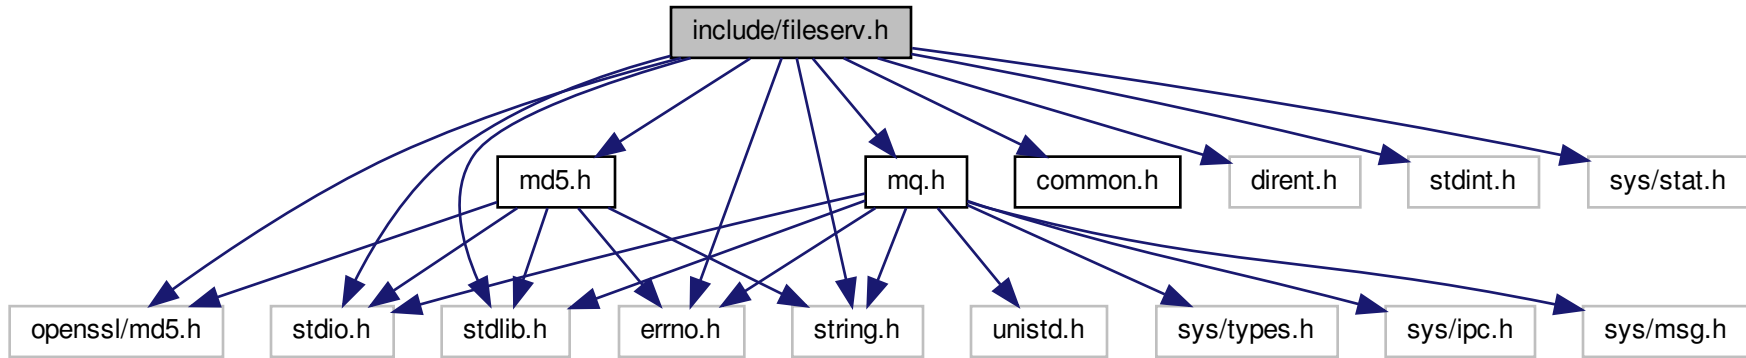 include/fileserv.h
md5.h
mq.h
common.h
dirent.h
stdint.h
sys/stat.h
openssl/md5.h
stdio.h
stdlib.h
errno.h
string.h
unistd.h
sys/types.h
sys/ipc.h
sys/msg.h